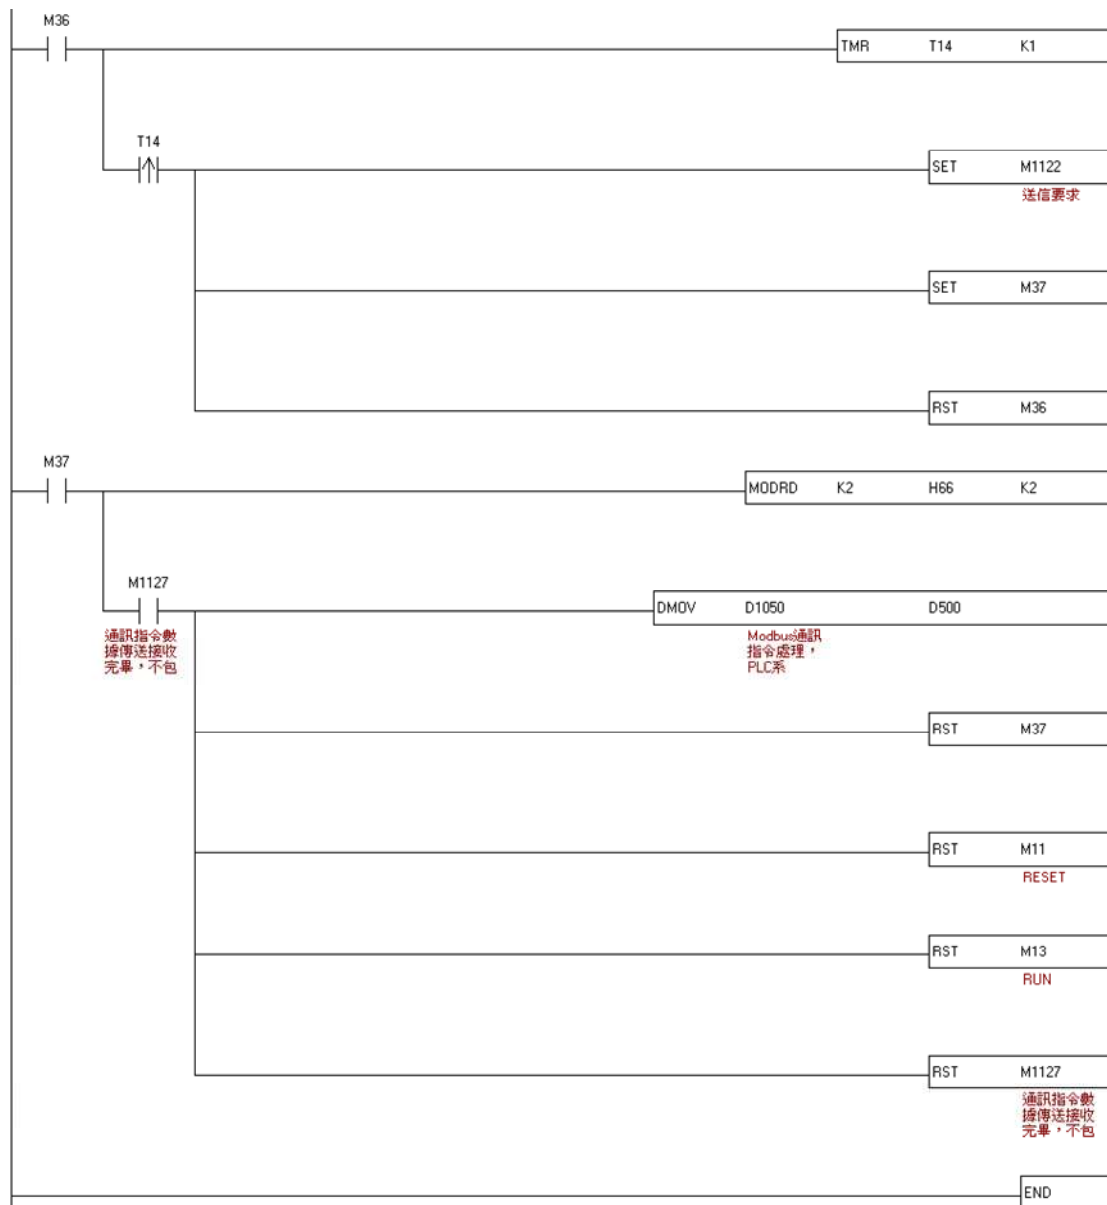 M36
TMR T14 K1
T14
SET M1122
送信要求
SET M37
RST M36
M37
MODRD K2 H66 K2
M1127
通訊指令數
據傳送接收
完畢，不包
DMOV D1050 D500
Modbus通訊
指令處理，
PLC系
RST M37
RST M11
RESET
RST M13
RUN
RST M1127
通訊指令數
據傳送接收
完畢，不包
END